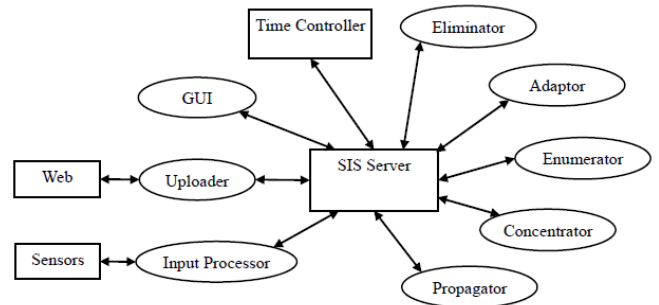 Time Controller
Eliminator
GUI
Adaptor
SIS Server
Enumerator
Web
Uploader
Concentrator
Sensors
Input Processor
Propagator